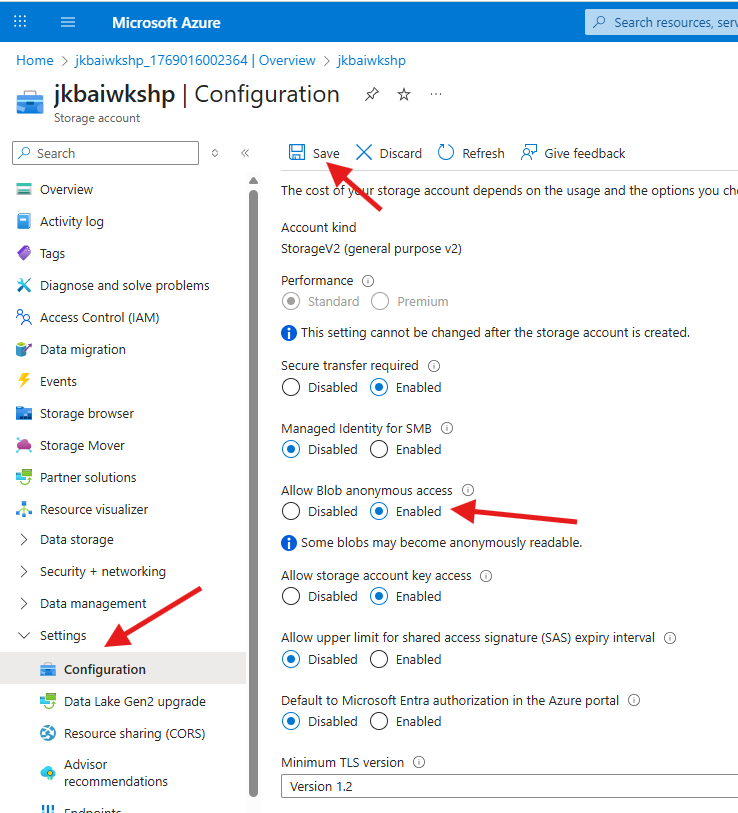 Microsoft Azure
Search resources, serv
Home > jkbaiwkshp_1769016002364 | Overview > jkbaiwkshp
jkbaiwkshp | Configuration
Storage account
Search
Save
Discard
Refresh
Give feedback
Overview
Activity log
Tags
Diagnose and solve problems
Access Control (IAM)
Data migration
Events
Storage browser
Storage Mover
Partner solutions
Resource visualizer
Data storage
Security + networking
Data management
Settings
Configuration
Data Lake Gen2 upgrade
Resource sharing (CORS)
Advisor
recommendations
Endpoints
The cost of your storage account depends on the usage and the options you cho
Account kind
StorageV2 (general purpose v2)
Performance
Standard Premium
This setting cannot be changed after the storage account is created.
Secure transfer required
Disabled Enabled
Managed Identity for SMB
Disabled Enabled
Allow Blob anonymous access
Disabled Enabled
Some blobs may become anonymously readable.
Allow storage account key access
Disabled Enabled
Allow upper limit for shared access signature (SAS) expiry interval
Disabled Enabled
Default to Microsoft Entra authorization in the Azure portal
Disabled Enabled
Minimum TLS version
Version 1.2